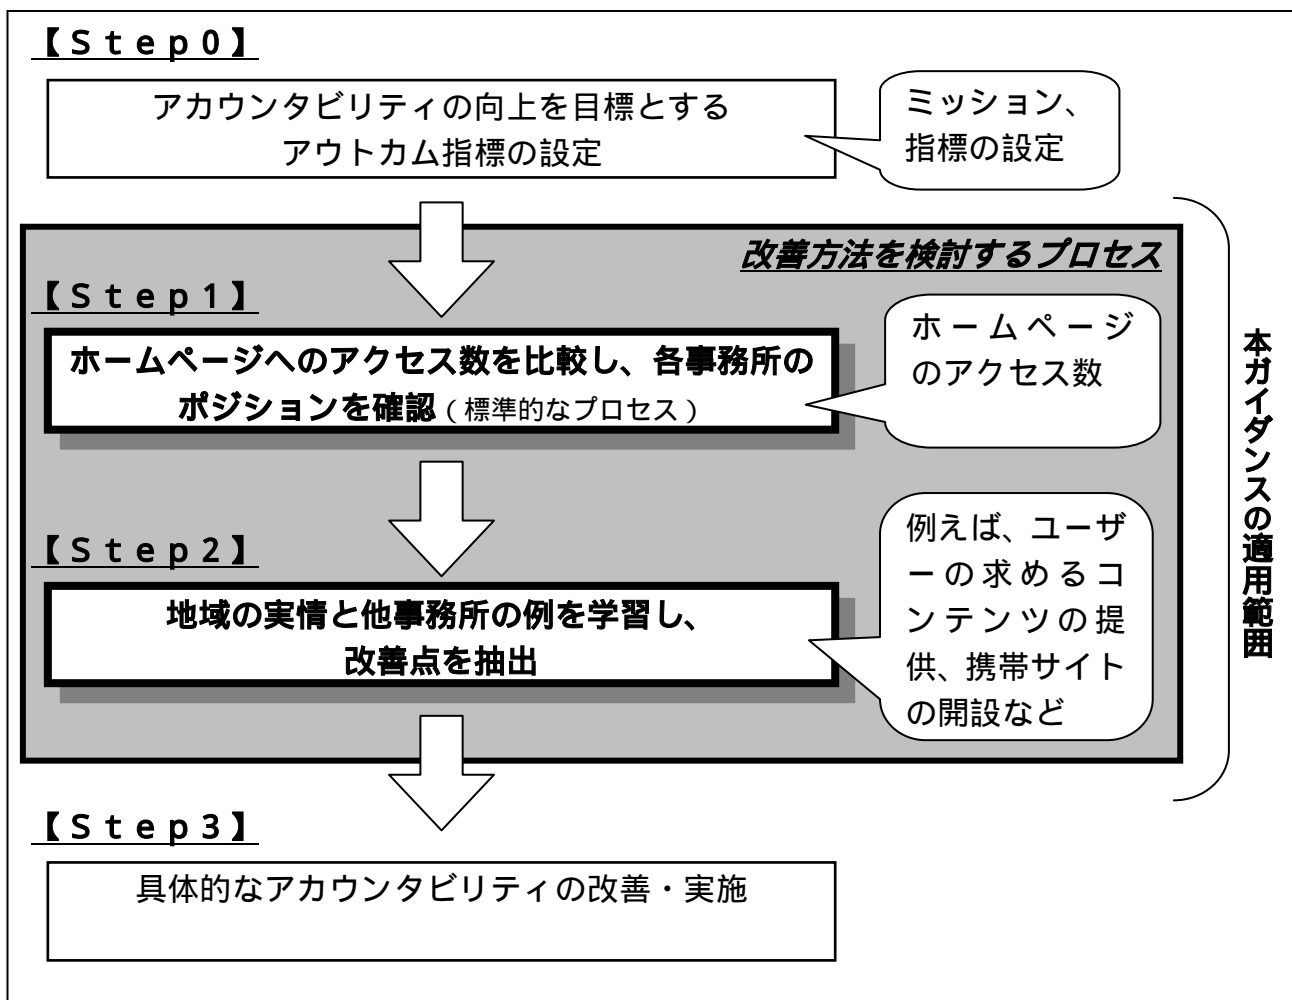 【Ｓｔｅｐ０】
アカウンタビリティの向上を目標とする
アウトカム指標の設定
ミッション、
指標の設定
改善方法を検討するプロセス
【Ｓｔｅｐ１】
ホームページへのアクセス数を比較し、各事務所の
ポジションを確認（標準的なプロセス）
ホームページ
のアクセス数
【Ｓｔｅｐ２】
地域の実情と他事務所の例を学習し、
改善点を抽出
例えば、ユーザ
ーの求めるコ
ンテンツの提
供、携帯サイト
の開設など
本ガイダンスの適用範囲
【Ｓｔｅｐ３】
具体的なアカウンタビリティの改善・実施